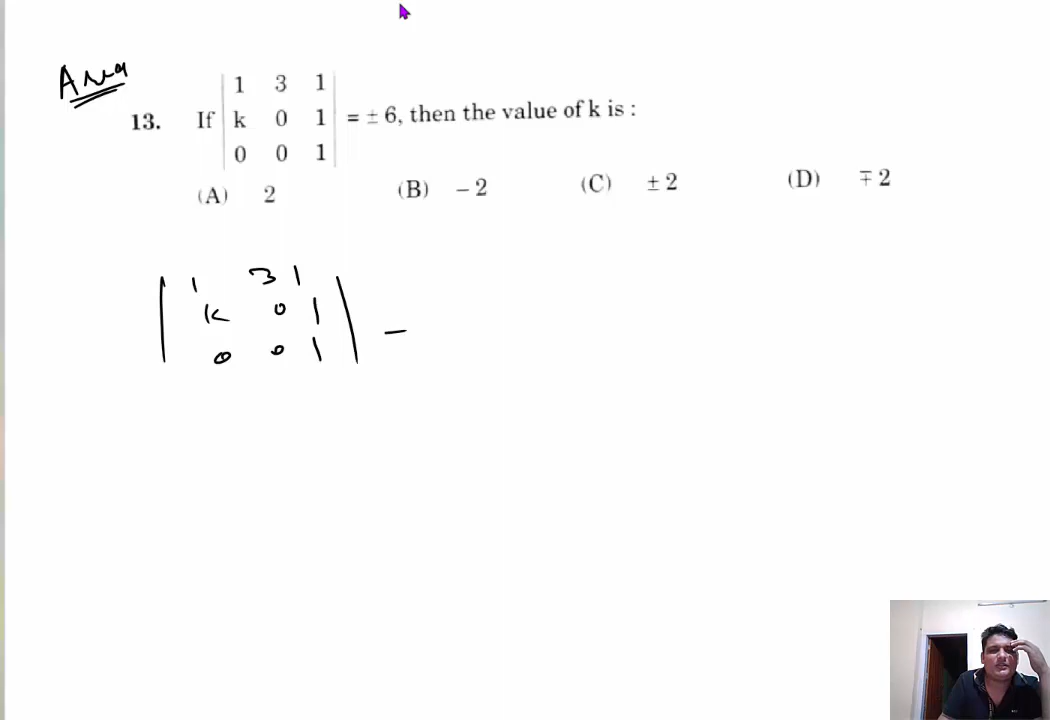 Area
13. If | 1 3 1 |
| k 0 1 | = ± 6, then the value of k is :
| 0 0 1 |
(A) 2 (B) – 2 (C) ± 2 (D) ∓ 2
| 1 3 1 |
| k 0 1 | –
| 0 0 1 |